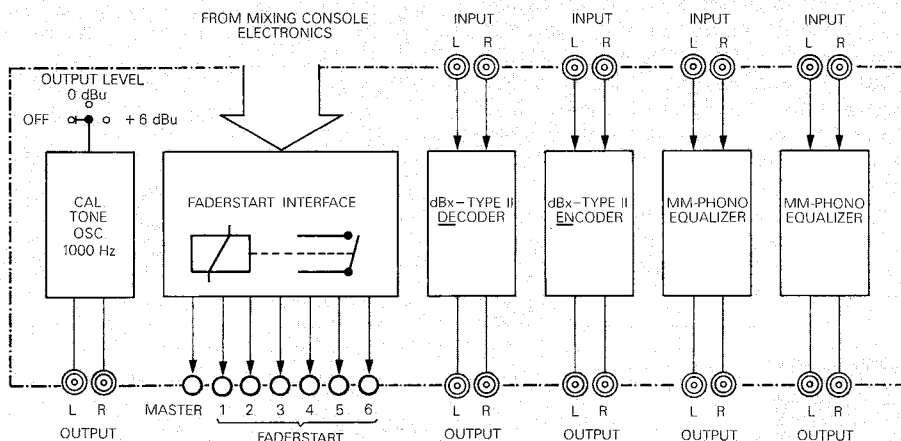 FROM MIXING CONSOLE
ELECTRONICS
INPUT
L R
INPUT
L R
INPUT
L R
INPUT
L R
OUTPUT LEVEL
0 dBu
OFF
+ 6 dBu
CAL
TONE
OSC
1000 Hz
FADERSTART INTERFACE
dBx–TYPE II
DECODER
dBx–TYPE II
ENCODER
MM-PHONO
EQUALIZER
MM-PHONO
EQUALIZER
L R
OUTPUT
MASTER 1 2 3 4 5 6
FADERSTART
L R
OUTPUT
L R
OUTPUT
L R
OUTPUT
L R
OUTPUT